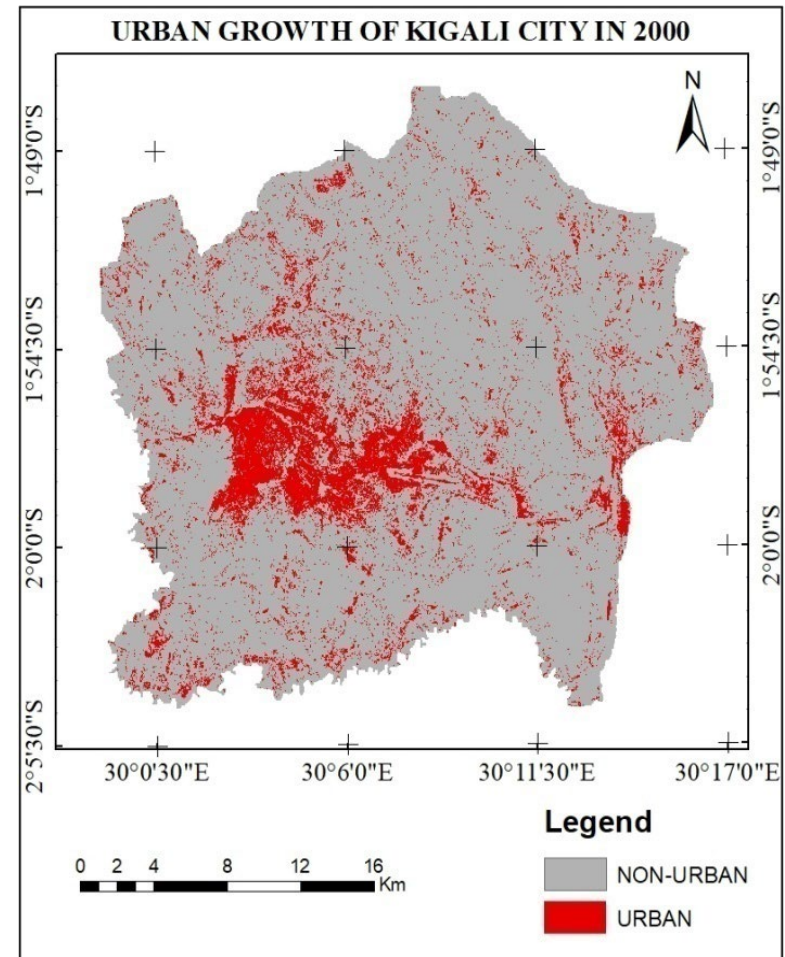 URBAN GROWTH OF KIGALI CITY IN 2000
N
1°49'0"S
1°49'0"S
1°54'30"S
1°54'30"S
2°0'0"S
2°0'0"S
2°5'30"S
30°0'30"E 30°6'0"E 30°11'30"E 30°17'0"E
Legend
0 2 4 8 12 16
Km
NON-URBAN
URBAN